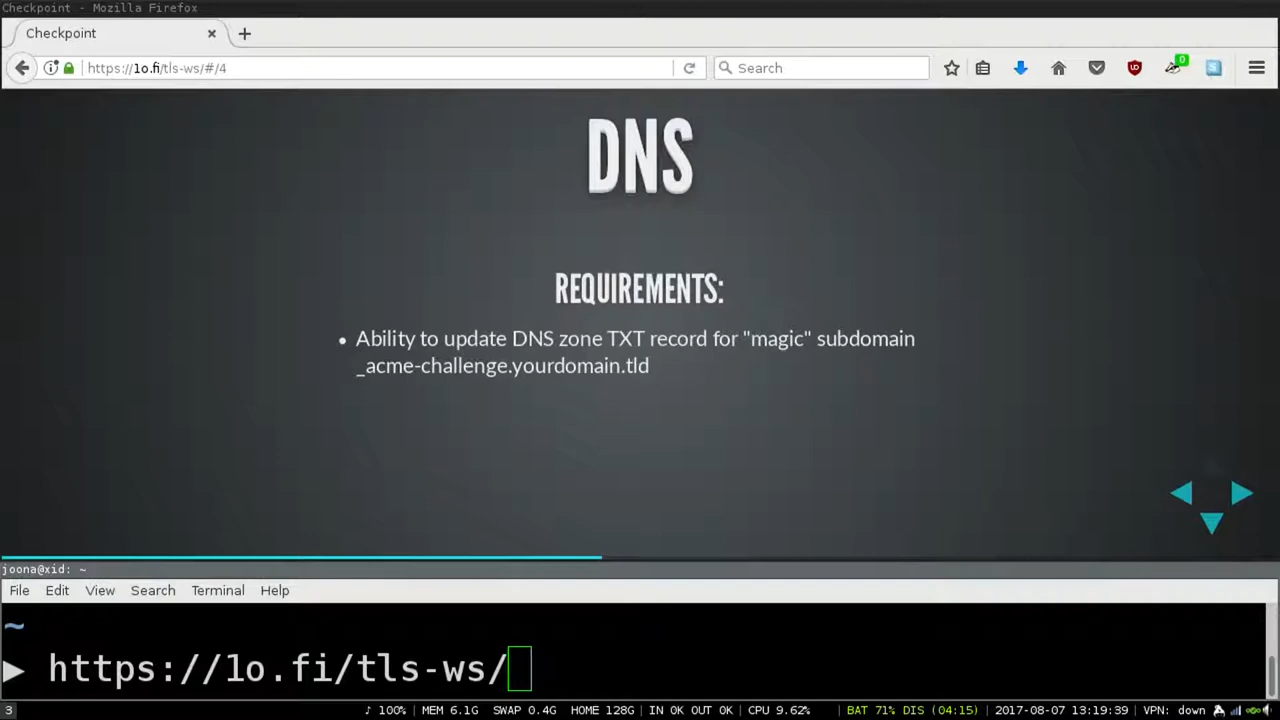 Checkpoint - Mozilla Firefox
Checkpoint
https://1o.fi/tls-ws/#/4
Search
0
DNS
REQUIREMENTS:
• Ability to update DNS zone TXT record for "magic" subdomain
_acme-challenge.yourdomain.tld
joona@xid: ~
File Edit View Search Terminal Help
~
https://1o.fi/tls-ws/
3 ♪ 100% MEM 6.1G SWAP 0.4G HOME 128G IN OK OUT OK CPU 9.62% BAT 71% DIS (04:15) 2017-08-07 13:19:39 VPN: down